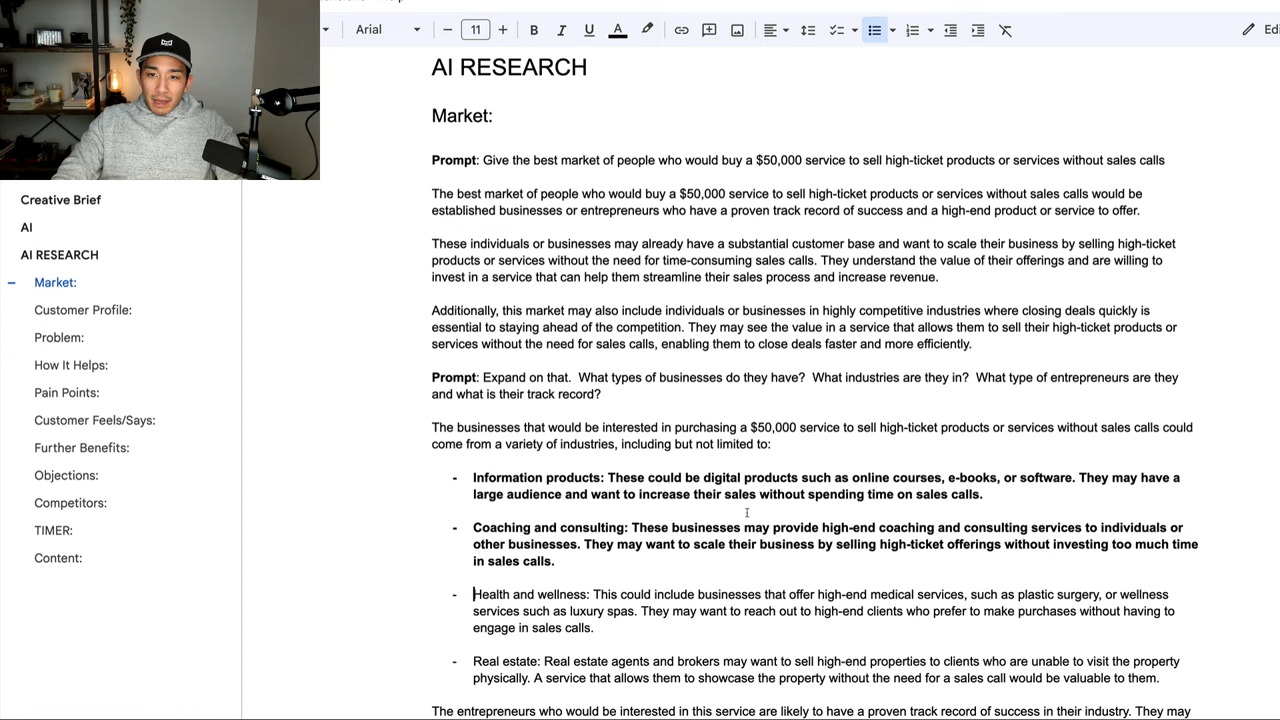 Arial
11
B I U A
Edi
AI RESEARCH
Market:
Prompt: Give the best market of people who would buy a $50,000 service to sell high-ticket products or services without sales calls
The best market of people who would buy a $50,000 service to sell high-ticket products or services without sales calls would be
established businesses or entrepreneurs who have a proven track record of success and a high-end product or service to offer.
These individuals or businesses may already have a substantial customer base and want to scale their business by selling high-ticket
products or services without the need for time-consuming sales calls. They understand the value of their offerings and are willing to
invest in a service that can help them streamline their sales process and increase revenue.
Additionally, this market may also include individuals or businesses in highly competitive industries where closing deals quickly is
essential to staying ahead of the competition. They may see the value in a service that allows them to sell their high-ticket products or
services without the need for sales calls, enabling them to close deals faster and more efficiently.
Prompt: Expand on that. What types of businesses do they have? What industries are they in? What type of entrepreneurs are they
and what is their track record?
The businesses that would be interested in purchasing a $50,000 service to sell high-ticket products or services without sales calls could
come from a variety of industries, including but not limited to:
- Information products: These could be digital products such as online courses, e-books, or software. They may have a
large audience and want to increase their sales without spending time on sales calls.
- Coaching and consulting: These businesses may provide high-end coaching and consulting services to individuals or
other businesses. They may want to scale their business by selling high-ticket offerings without investing too much time
in sales calls.
- Health and wellness: This could include businesses that offer high-end medical services, such as plastic surgery, or wellness
services such as luxury spas. They may want to reach out to high-end clients who prefer to make purchases without having to
engage in sales calls.
- Real estate: Real estate agents and brokers may want to sell high-end properties to clients who are unable to visit the property
physically. A service that allows them to showcase the property without the need for a sales call would be valuable to them.
The entrepreneurs who would be interested in this service are likely to have a proven track record of success in their industry. They may
Creative Brief
AI
AI RESEARCH
Market:
Customer Profile:
Problem:
How It Helps:
Pain Points:
Customer Feels/Says:
Further Benefits:
Objections:
Competitors:
TIMER:
Content: